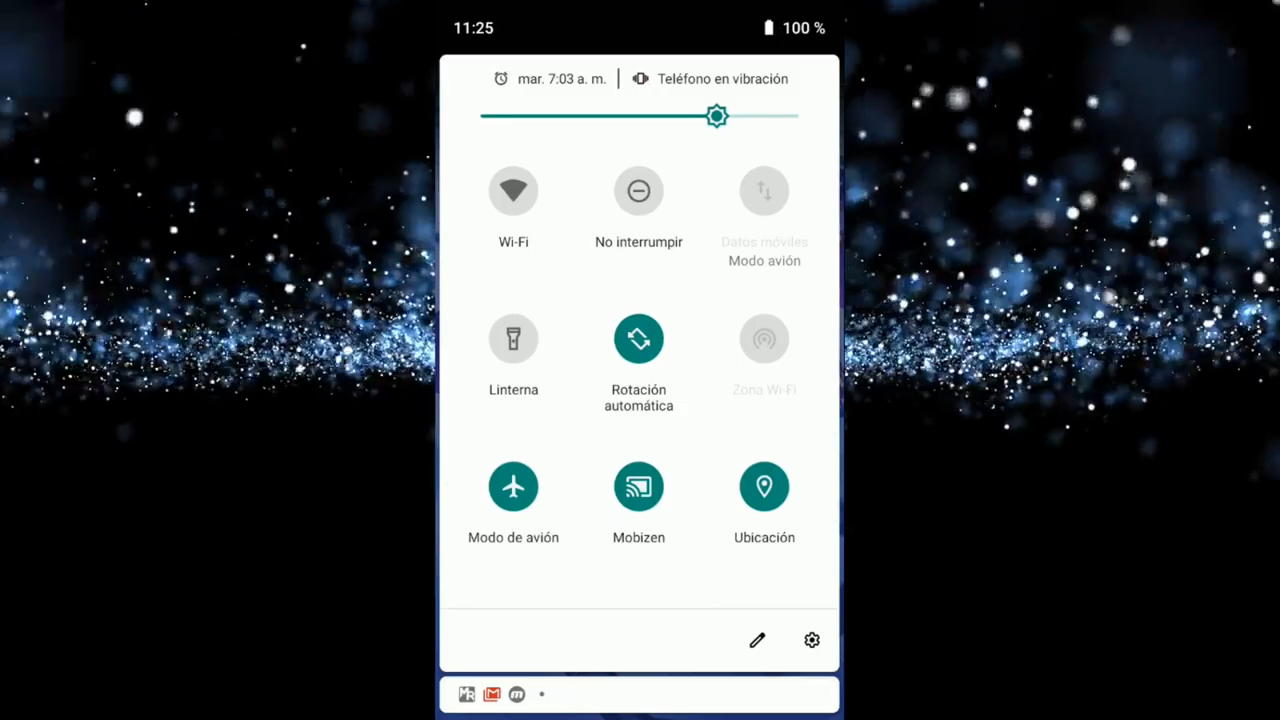 11:25
100 %
mar. 7:03 a. m.
Teléfono en vibración
Wi-Fi
No interrumpir
Datos móviles
Modo avión
Linterna
Rotación
automática
Zona Wi-Fi
Modo de avión
Mobizen
Ubicación